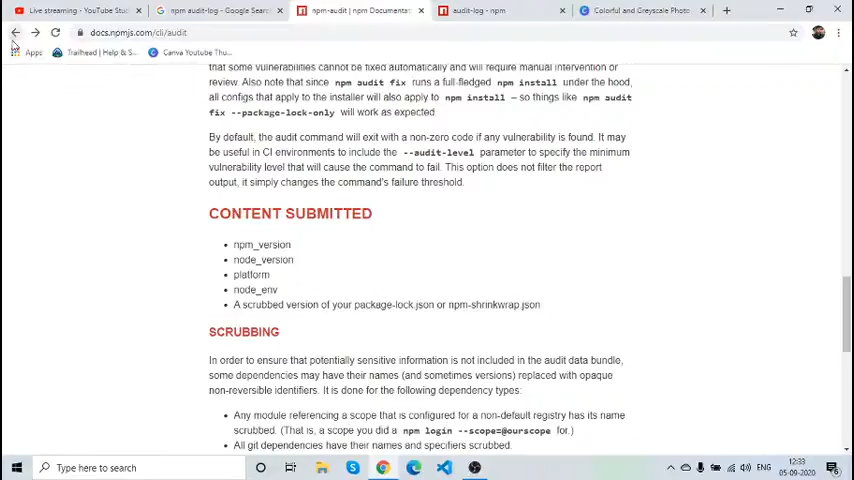 Live streaming - YouTube Stud
npm audit-log - Google Searc
npm-audit | npm Documentat
audit-log - npm
Colorful and Greyscale Photo
docs.npmjs.com/cli/audit
Apps
Trailhead | Help & S...
Canva Youtube Thu...
that some vulnerabilities cannot be fixed automatically and will require manual intervention or
review. Also note that since npm audit fix runs a full-fledged npm install under the hood,
all configs that apply to the installer will also apply to npm install – so things like npm audit
fix --package-lock-only will work as expected.
By default, the audit command will exit with a non-zero code if any vulnerability is found. It may
be useful in CI environments to include the --audit-level parameter to specify the minimum
vulnerability level that will cause the command to fail. This option does not filter the report
output, it simply changes the command's failure threshold.
CONTENT SUBMITTED
• npm_version
• node_version
• platform
• node_env
• A scrubbed version of your package-lock.json or npm-shrinkwrap.json
SCRUBBING
In order to ensure that potentially sensitive information is not included in the audit data bundle,
some dependencies may have their names (and sometimes versions) replaced with opaque
non-reversible identifiers. It is done for the following dependency types:
• Any module referencing a scope that is configured for a non-default registry has its name
scrubbed. (That is, a scope you did a npm login --scope=@ourscope for.)
• All git dependencies have their names and specifiers scrubbed.
Type here to search
ENG
12:33
05-09-2020